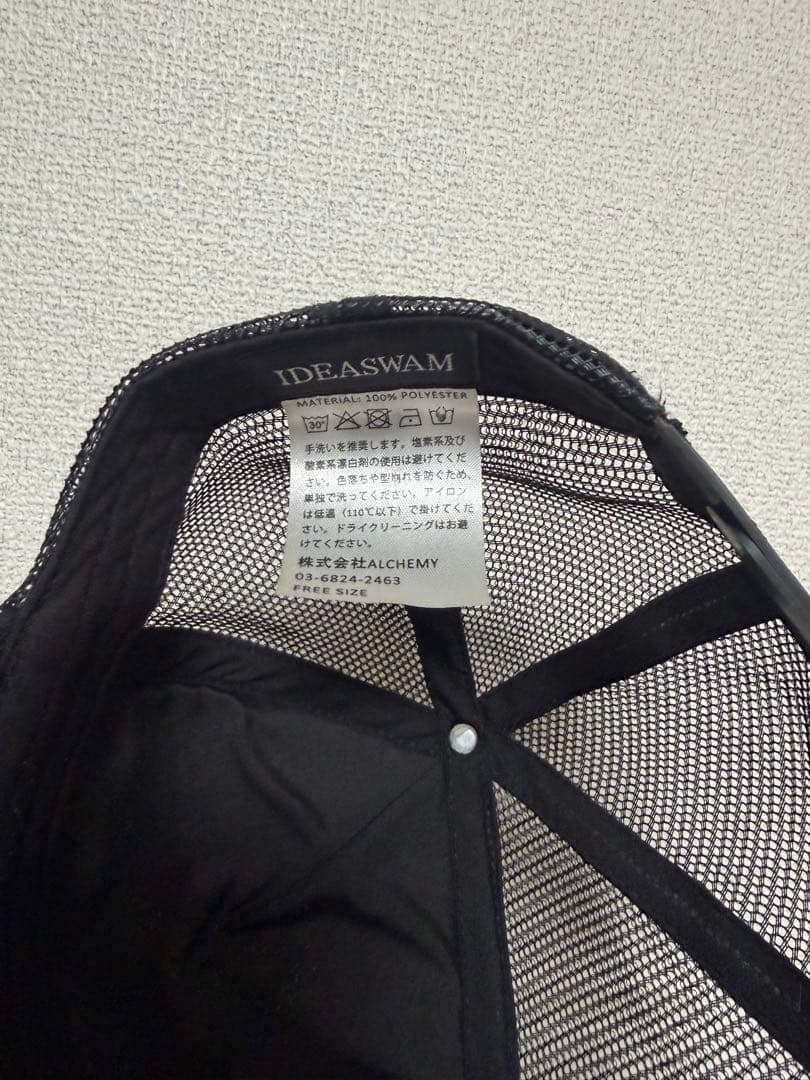 IDEASWAM
MATERIAL: 100% POLYESTER
30°
手洗いを推奨します。塩素系及び
酸素系漂白剤の使用は避けてくだ
さい。色落ちや型崩れを防ぐため、
単独で洗ってください。アイロン
は低温（110℃以下）で掛けてくだ
さい。ドライクリーニングはお避
けてください。
株式会社ALCHEMY
03-6824-2463
FREE SIZE